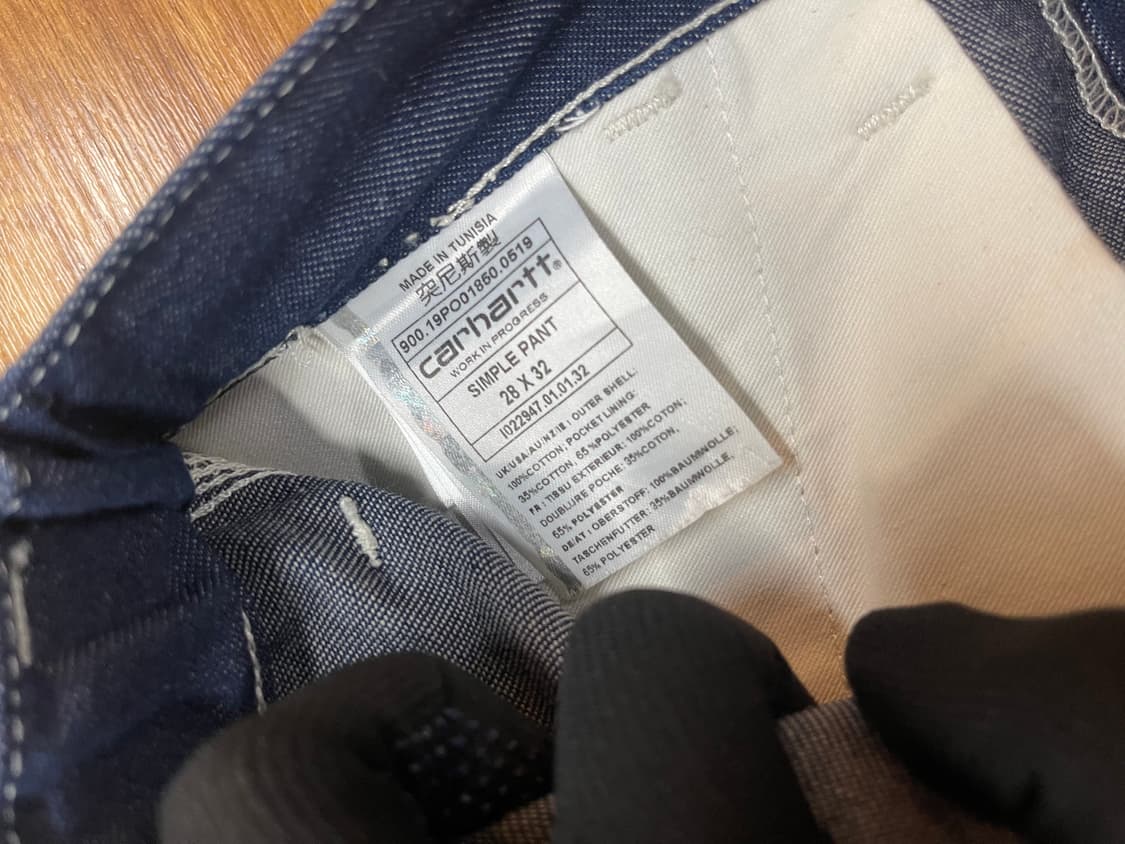 MADE IN TUNISIA
突尼斯製
900.19PO01850.0519
carhartt®
WORK IN PROGRESS
SIMPLE PANT
28 X 32
I022947.01.01.32
UK/USA/AU/NZ/IE : OUTER SHELL:
100%COTTON; POCKET LINING:
35%COTTON, 65 %POLYESTER
FR : TISSU EXTERIEUR: 100%COTON;
DOUBLURE POCHE: 35%COTON,
65% POLYESTER
DE/AT : OBERSTOFF: 100%BAUMWOLLE;
TASCHENFUTTER: 35%BAUMWOLLE,
65% POLYESTER